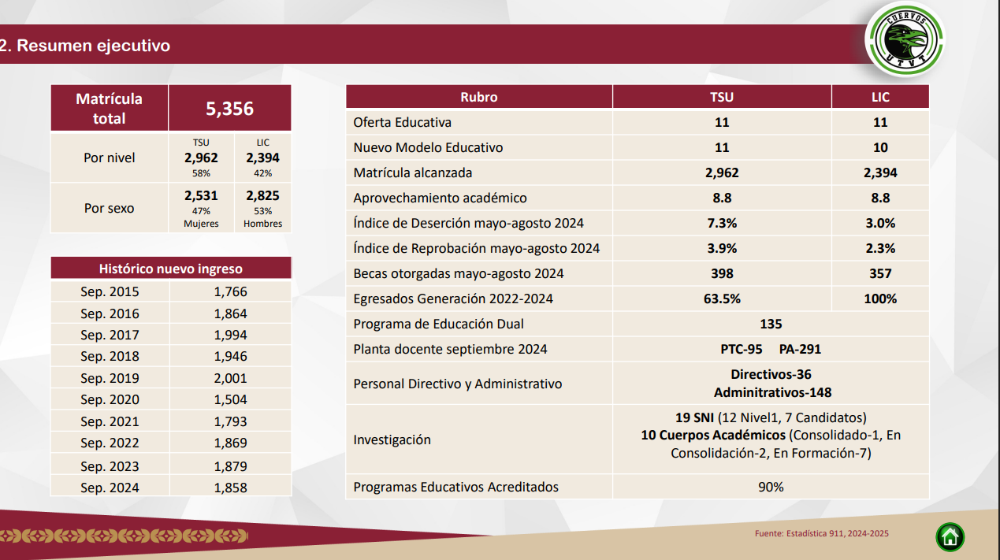 2. Resumen ejecutivo
CUERVOS
UTVT
Matrícula
total
5,356
Por nivel
TSU
2,962
58%
LIC
2,394
42%
Por sexo
2,531
47%
Mujeres
2,825
53%
Hombres
Histórico nuevo ingreso
Sep. 2015 1,766
Sep. 2016 1,864
Sep. 2017 1,994
Sep. 2018 1,946
Sep. 2019 2,001
Sep. 2020 1,504
Sep. 2021 1,793
Sep. 2022 1,869
Sep. 2023 1,879
Sep. 2024 1,858
Rubro TSU LIC
Oferta Educativa 11 11
Nuevo Modelo Educativo 11 10
Matrícula alcanzada 2,962 2,394
Aprovechamiento académico 8.8 8.8
Índice de Deserción mayo-agosto 2024 7.3% 3.0%
Índice de Reprobación mayo-agosto 2024 3.9% 2.3%
Becas otorgadas mayo-agosto 2024 398 357
Egresados Generación 2022-2024 63.5% 100%
Programa de Educación Dual 135
Planta docente septiembre 2024 PTC-95 PA-291
Personal Directivo y Administrativo
Directivos-36
Adminitrativos-148
Investigación
19 SNI (12 Nivel1, 7 Candidatos)
10 Cuerpos Académicos (Consolidado-1, En
Consolidación-2, En Formación-7)
Programas Educativos Acreditados 90%
Fuente: Estadística 911, 2024-2025